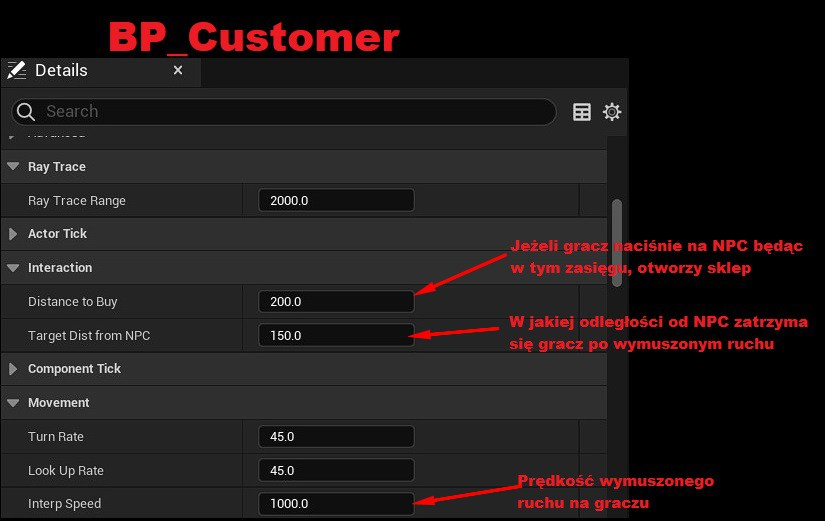 BP_Customer
Details
Search
Advanced
Ray Trace
Ray Trace Range 2000.0
Actor Tick
Interaction
Jeżeli gracz naciśnie na NPC będąc
w tym zasięgu, otworzy sklep
Distance to Buy 200.0
Target Dist from NPC 150.0
W jakiej odległości od NPC zatrzyma
się gracz po wymuszonym ruchu
Component Tick
Movement
Turn Rate 45.0
Look Up Rate 45.0
Interp Speed 1000.0
Prędkość wymuszonego
ruchu na graczu